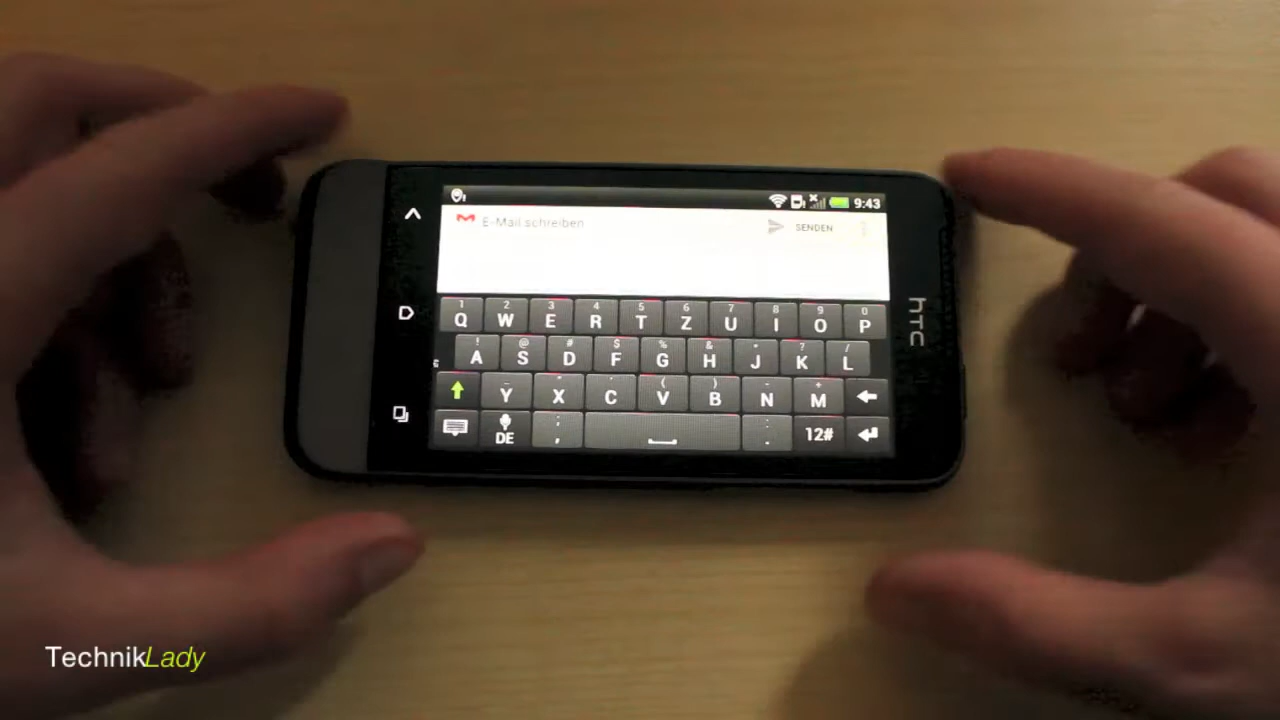 9:43
E-Mail schreiben SENDEN
1 2 3 4 5 6 7 8 9 0
Q W E R T Z U I O P
! @ # $ % & * ? /
A S D F G H J K L
_ ( ) - +
Y X C V B N M
DE ; , : . 12#
hTC
TechnikLady